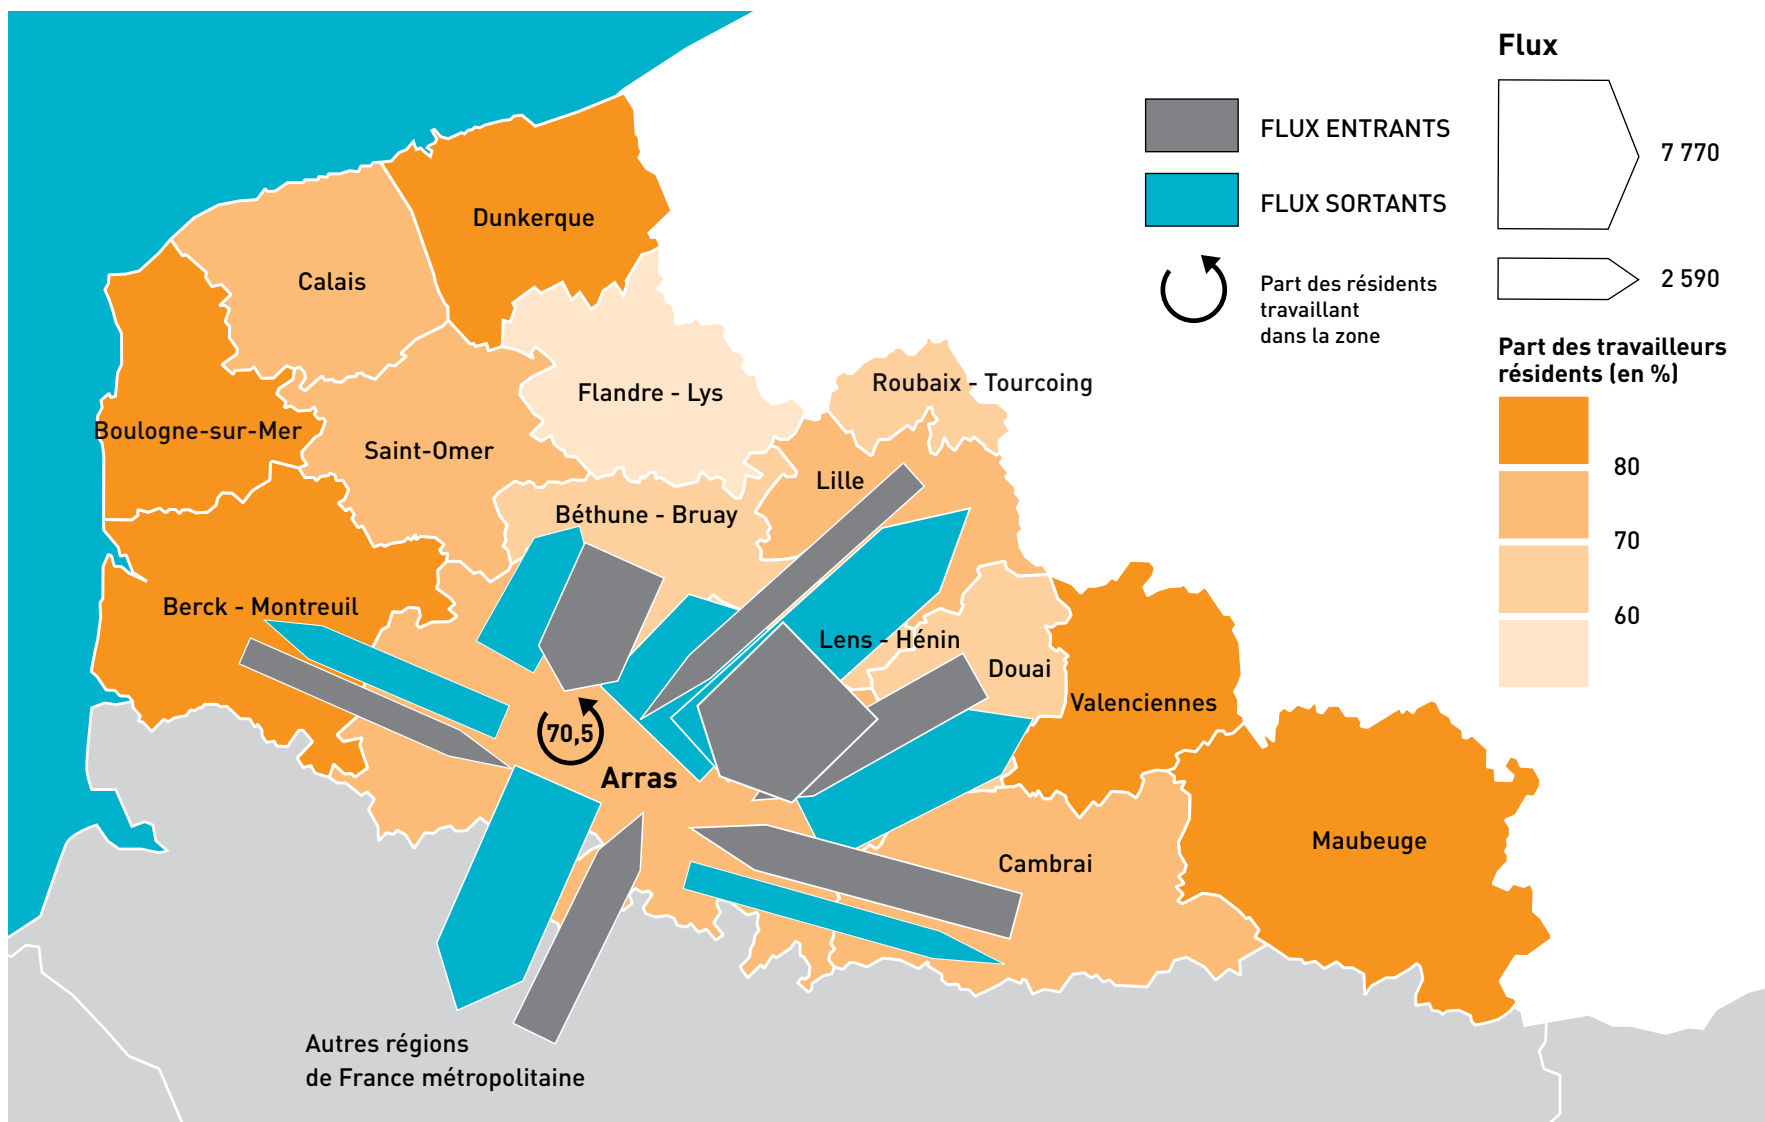 Flux
FLUX ENTRANTS
FLUX SORTANTS
Part des résidents
travaillant
dans la zone
7 770
2 590
Part des travailleurs
résidents (en %)
80
70
60
Dunkerque
Calais
Flandre - Lys
Roubaix - Tourcoing
Boulogne-sur-Mer
Saint-Omer
Lille
Béthune - Bruay
Berck - Montreuil
Lens - Hénin
Douai
Valenciennes
70,5
Arras
Maubeuge
Cambrai
Autres régions
de France métropolitaine